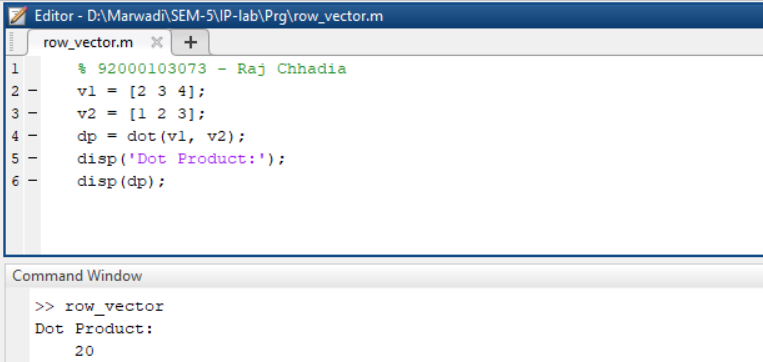 Editor - D:\Marwadi\SEM-5\IP-lab\Prg\row_vector.m
row_vector.m × +
1 % 92000103073 - Raj Chhadia
2 - v1 = [2 3 4];
3 - v2 = [1 2 3];
4 - dp = dot(v1, v2);
5 - disp('Dot Product:');
6 - disp(dp);
Command Window
>> row_vector
Dot Product:
20